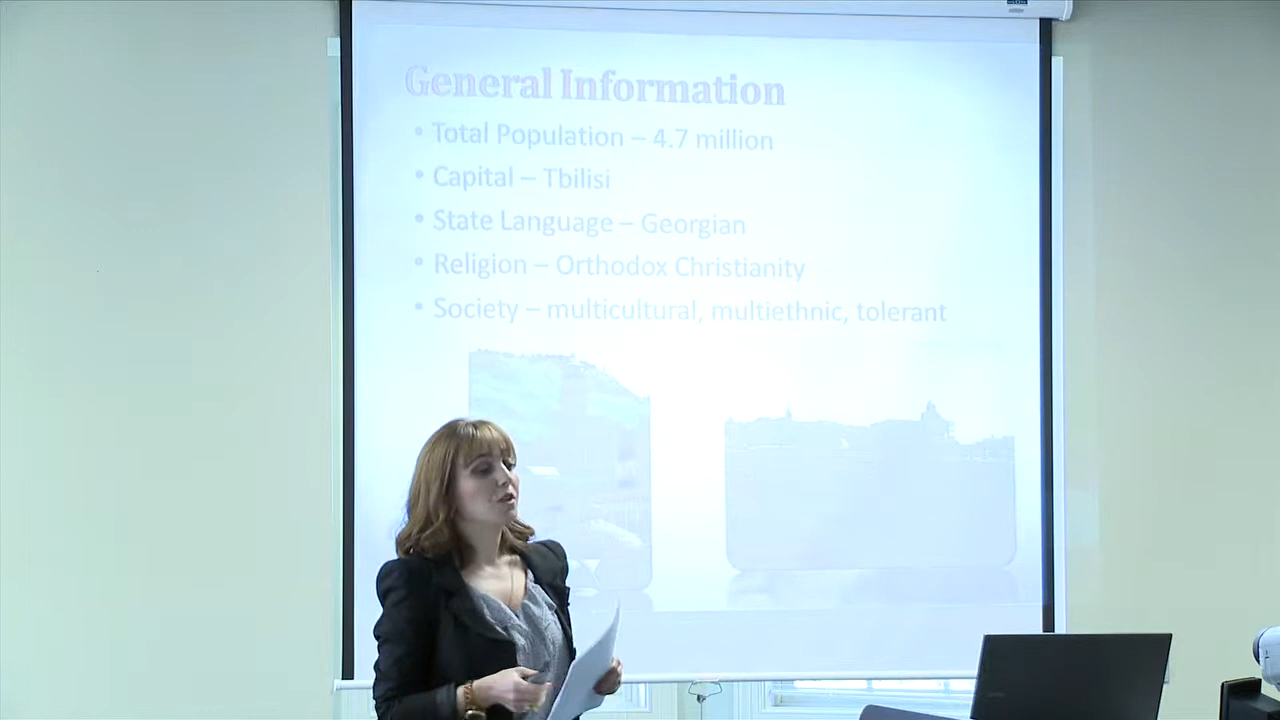 General Information
• Total Population – 4.7 million
• Capital – Tbilisi
• State Language – Georgian
• Religion – Orthodox Christianity
• Society – multicultural, multiethnic, tolerant